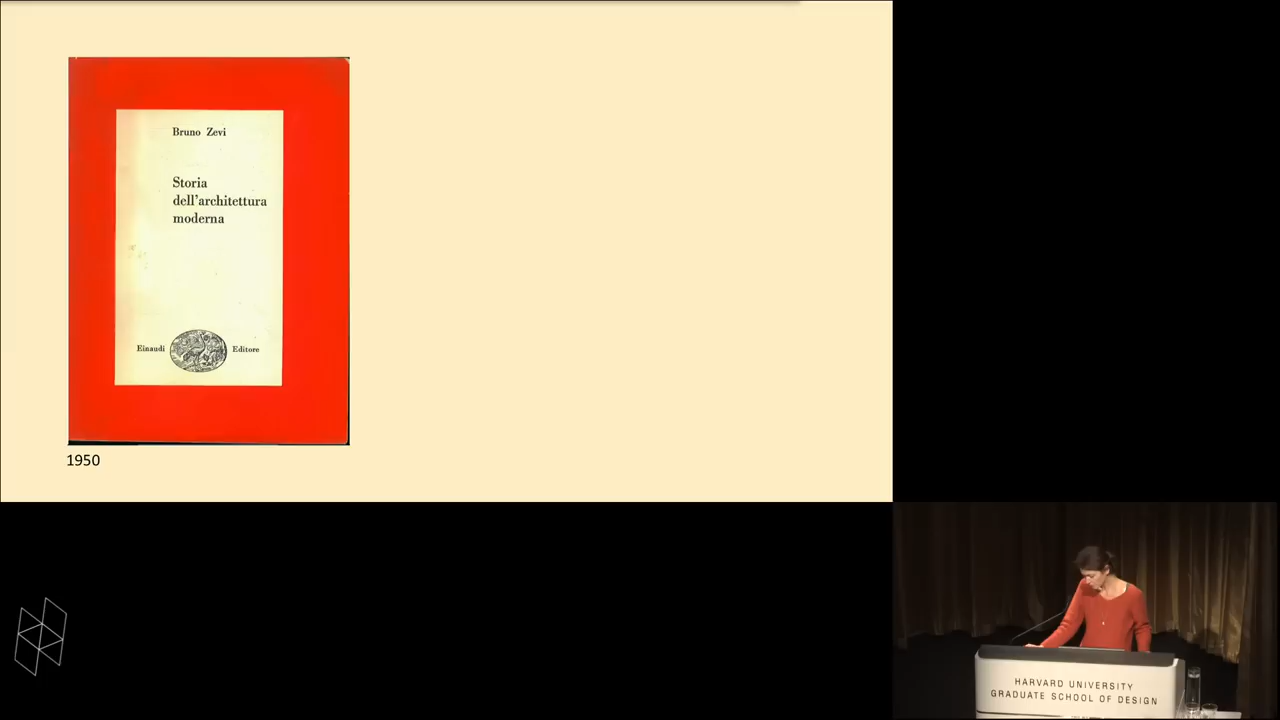 Bruno Zevi
Storia
dell'architettura
moderna
Einaudi Editore
1950
HARVARD UNIVERSITY
GRADUATE SCHOOL OF DESIGN